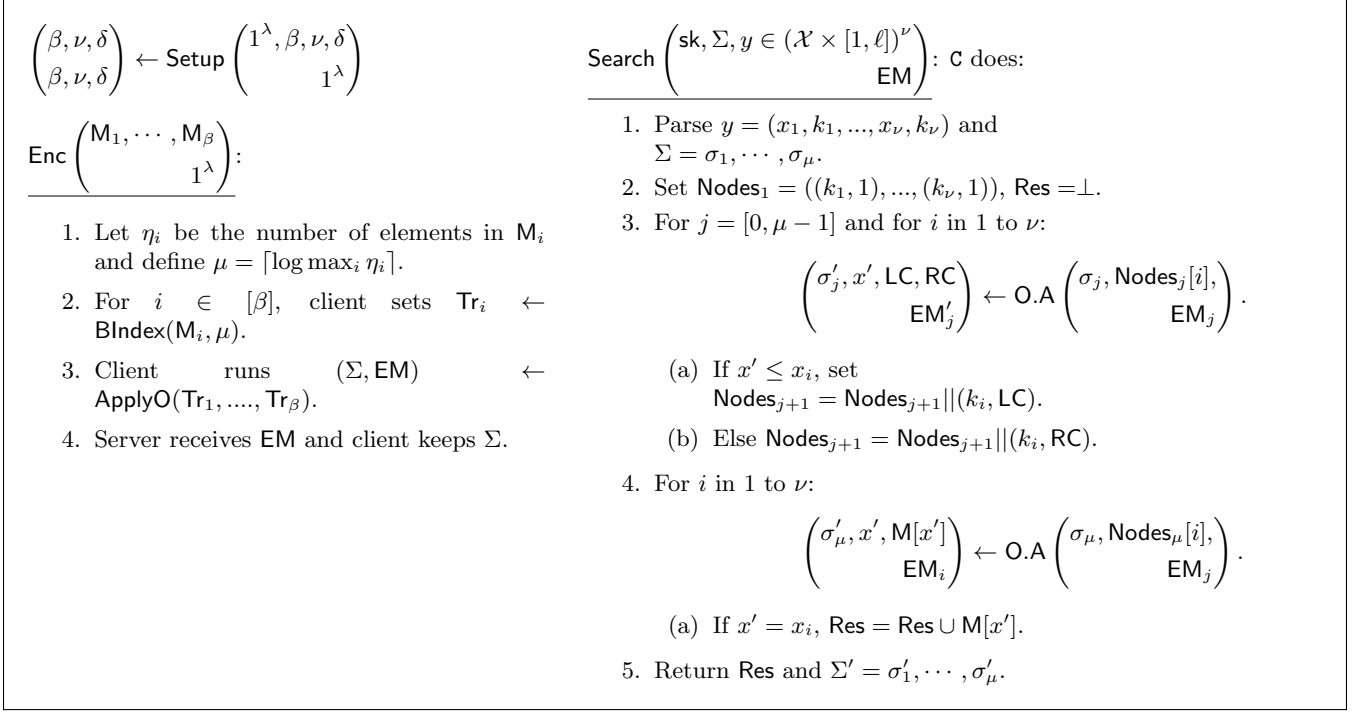 (β, ν, δ
β, ν, δ) ← Setup (1^λ, β, ν, δ
1^λ)
Enc (M_1, ⋯ , M_β
1^λ):
1. Let η_i be the number of elements in M_i
and define μ = ⌈log max_i η_i⌉.
2. For i ∈ [β], client sets Tr_i ←
BIndex(M_i, μ).
3. Client runs (Σ, EM) ←
ApplyO(Tr_1, ...., Tr_β).
4. Server receives EM and client keeps Σ.
Search (sk, Σ, y ∈ (𝒳 × [1, ℓ])^ν
EM): C does:
1. Parse y = (x_1, k_1, ..., x_ν, k_ν) and
Σ = σ_1, ⋯ , σ_μ.
2. Set Nodes_1 = ((k_1, 1), ..., (k_ν, 1)), Res =⊥.
3. For j = [0, μ − 1] and for i in 1 to ν:
(σ′_j, x′, LC, RC
EM′_j) ← O.A (σ_j, Nodes_j[i],
EM_j).
(a) If x′ ≤ x_i, set
Nodes_{j+1} = Nodes_{j+1}||(k_i, LC).
(b) Else Nodes_{j+1} = Nodes_{j+1}||(k_i, RC).
4. For i in 1 to ν:
(σ′_μ, x′, M[x′]
EM_i) ← O.A (σ_μ, Nodes_μ[i],
EM_j).
(a) If x′ = x_i, Res = Res ∪ M[x′].
5. Return Res and Σ′ = σ′_1, ⋯ , σ′_μ.